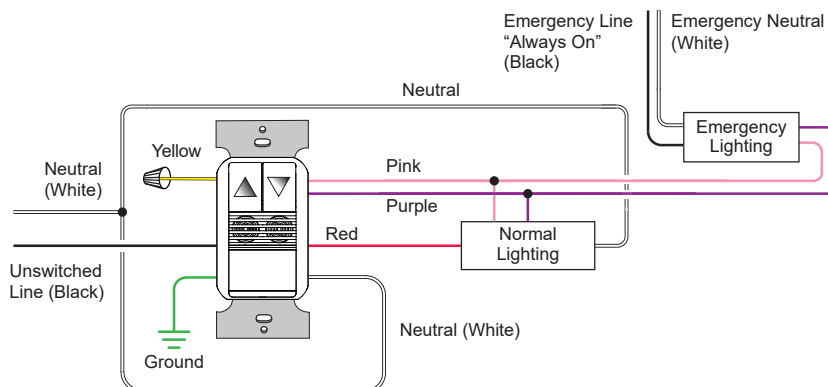 Emergency Line
“Always On”
(Black)
Emergency Neutral
(White)
Neutral
Emergency
Lighting
Yellow
Neutral
(White)
Pink
Purple
Red
Normal
Lighting
Unswitched
Line (Black)
Neutral (White)
Ground